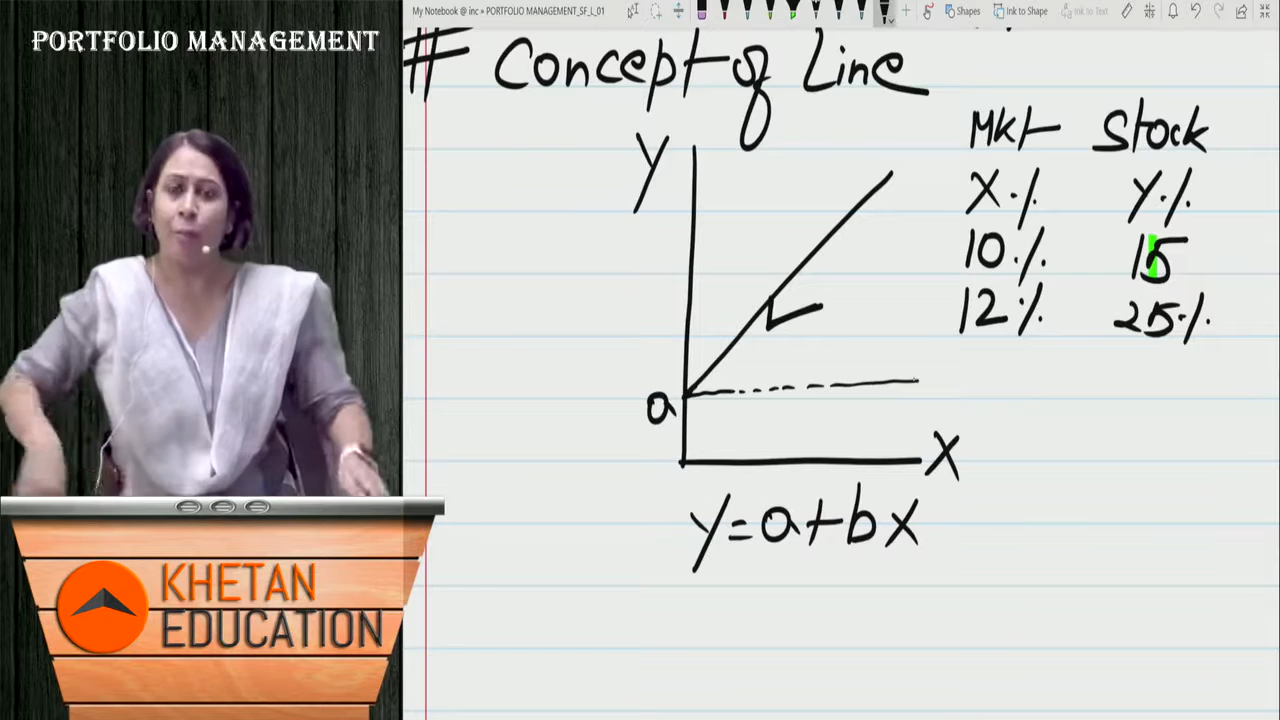 My Notebook @ inc » PORTFOLIO MANAGEMENT_SF_L_01
Shapes
Ink to Shape
Ink to Text
PORTFOLIO MANAGEMENT
# Concept of Line
Y
Mkt Stock
X% Y%
10% 15
12% 25%
a
X
y=a+bx
KHETAN
EDUCATION